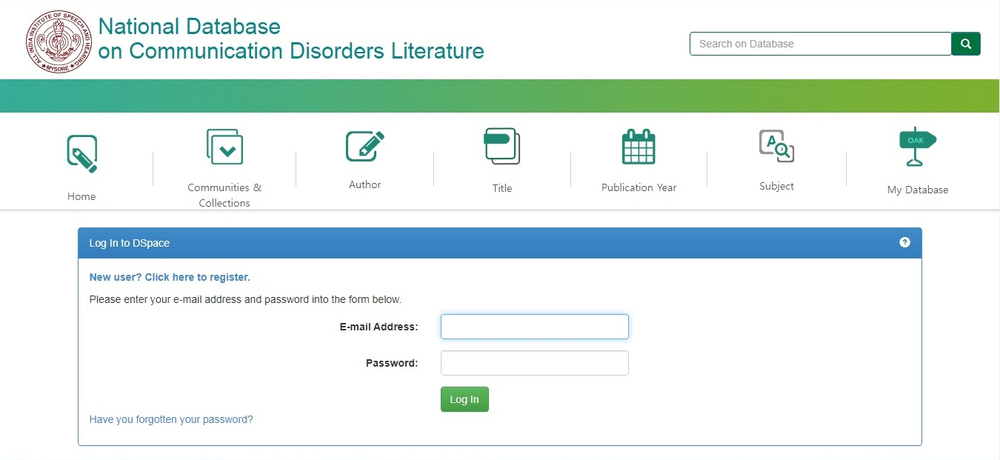 ALL INDIA INSTITUTE OF SPEECH AND HEARING
MYSORE
National Database
on Communication Disorders Literature
Search on Database
Home
Communities &
Collections
Author
Title
Publication Year
A
Subject
OAK
My Database
Log In to DSpace
?
New user? Click here to register.
Please enter your e-mail address and password into the form below.
E-mail Address:
Password:
Log In
Have you forgotten your password?